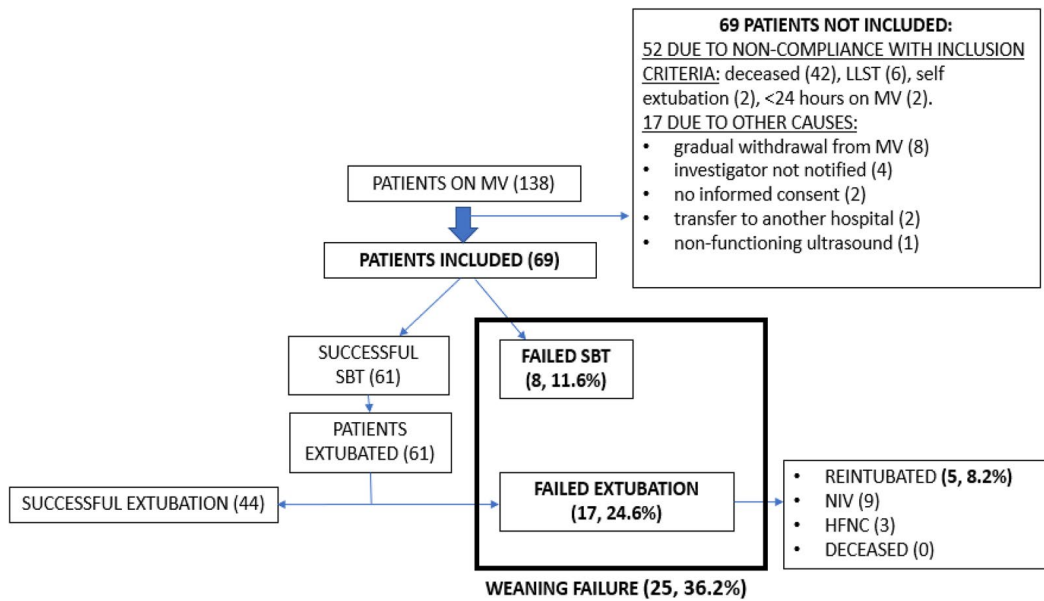 69 PATIENTS NOT INCLUDED:
52 DUE TO NON-COMPLIANCE WITH INCLUSION
CRITERIA: deceased (42), LLST (6), self
extubation (2), <24 hours on MV (2).
17 DUE TO OTHER CAUSES:
• gradual withdrawal from MV (8)
• investigator not notified (4)
• no informed consent (2)
• transfer to another hospital (2)
• non-functioning ultrasound (1)
PATIENTS ON MV (138)
PATIENTS INCLUDED (69)
SUCCESSFUL
SBT (61)
FAILED SBT
(8, 11.6%)
PATIENTS
EXTUBATED (61)
SUCCESSFUL EXTUBATION (44)
FAILED EXTUBATION
(17, 24.6%)
• REINTUBATED (5, 8.2%)
• NIV (9)
• HFNC (3)
• DECEASED (0)
WEANING FAILURE (25, 36.2%)